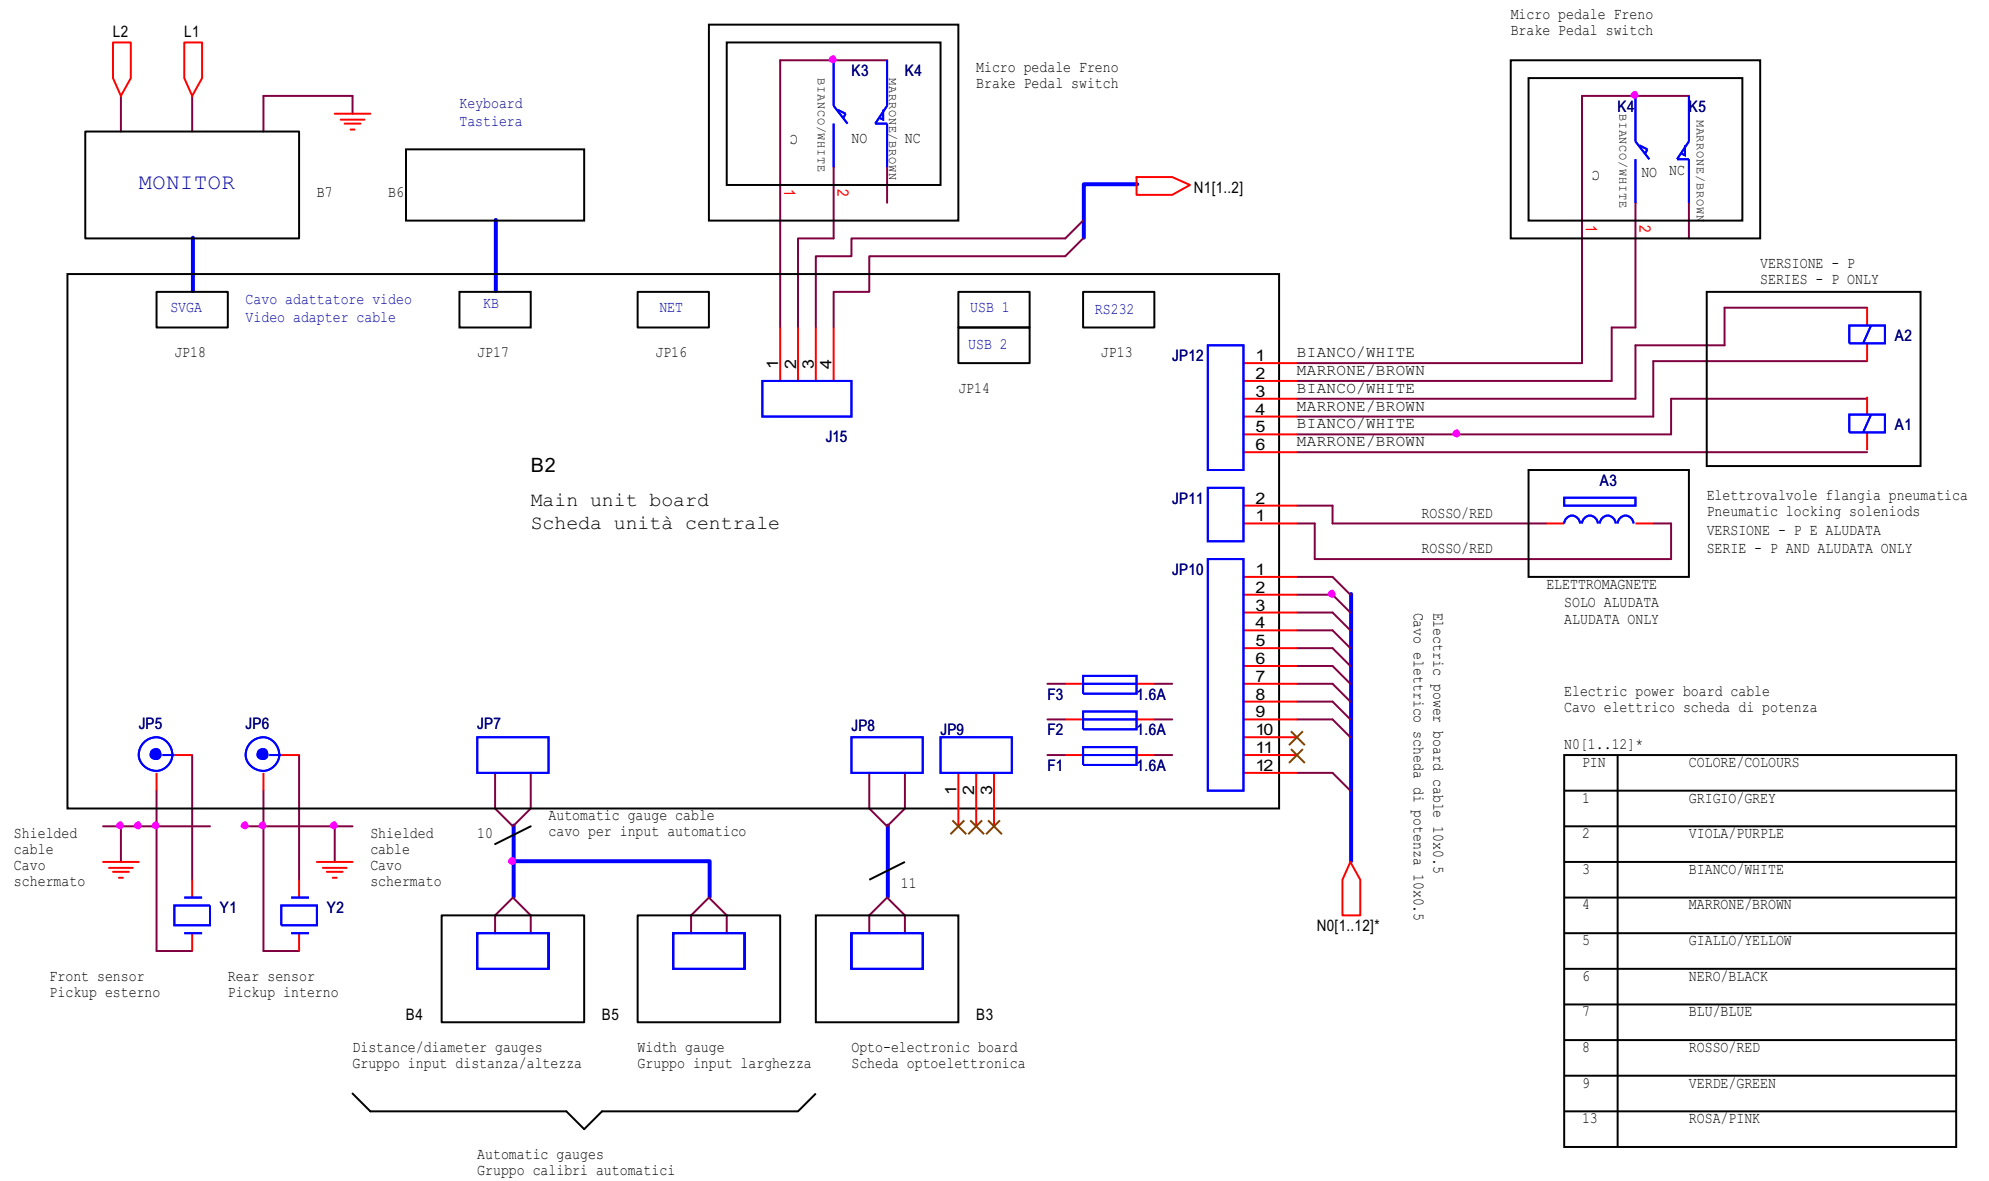 L2
L1
Keyboard
Tastiera
MONITOR
B7
B6
K3
K4
BIANCO/WHITE
MARRONE/BROWN
C
NO
NC
1
2
Micro pedale Freno
Brake Pedal switch
N1[1..2]
Micro pedale Freno
Brake Pedal switch
K4
K5
BIANCO/WHITE
MARRONE/BROWN
C
NO
NC
1
2
VERSIONE - P
SERIES - P ONLY
A2
A1
SVGA
Cavo adattatore video
Video adapter cable
JP18
KB
JP17
NET
JP16
USB 1
USB 2
JP14
RS232
JP13
1
2
3
4
J15
JP12
1 BIANCO/WHITE
2 MARRONE/BROWN
3 BIANCO/WHITE
4 MARRONE/BROWN
5 BIANCO/WHITE
6 MARRONE/BROWN
B2
Main unit board
Scheda unità centrale
JP11
2
1
ROSSO/RED
ROSSO/RED
A3
Elettrovalvole flangia pneumatica
Pneumatic locking soleniods
VERSIONE - P E ALUDATA
SERIE - P AND ALUDATA ONLY
ELETTROMAGNETE
SOLO ALUDATA
ALUDATA ONLY
JP10
1
2
3
4
5
6
7
8
9
10
11
12
Electric power board cable 10x0.5
Cavo elettrico scheda di potenza 10x0.5
N0[1..12]*
F3 1.6A
F2 1.6A
F1 1.6A
JP5
JP6
JP7
JP8
JP9
1
2
3
Shielded
cable
Cavo
schermato
Shielded
cable
Cavo
schermato
Y1
Y2
Front sensor
Pickup esterno
Rear sensor
Pickup interno
10
Automatic gauge cable
cavo per input automatico
11
B4
B5
B3
Distance/diameter gauges
Gruppo input distanza/altezza
Width gauge
Gruppo input larghezza
Opto-electronic board
Scheda optoelettronica
Automatic gauges
Gruppo calibri automatici
Electric power board cable
Cavo elettrico scheda di potenza
N0[1..12]*
PIN COLORE/COLOURS
1 GRIGIO/GREY
2 VIOLA/PURPLE
3 BIANCO/WHITE
4 MARRONE/BROWN
5 GIALLO/YELLOW
6 NERO/BLACK
7 BLU/BLUE
8 ROSSO/RED
9 VERDE/GREEN
13 ROSA/PINK